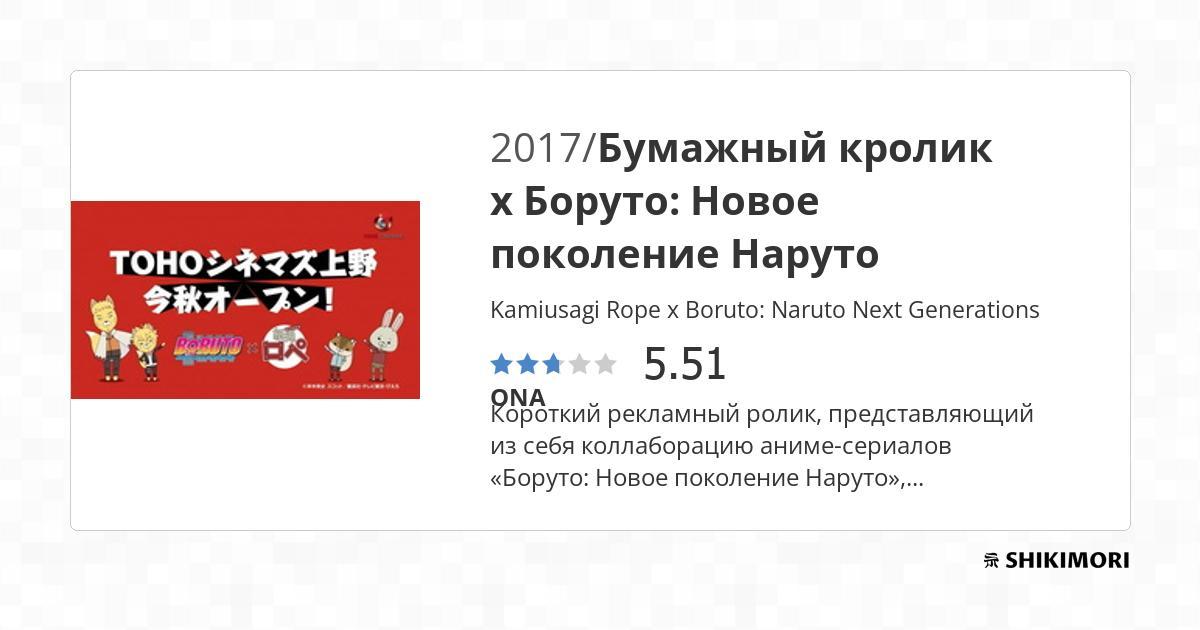 TOHOシネマズ上野
今秋オープン!
BORUTO
ロペ
2017/Бумажный кролик
x Боруто: Новое
поколение Наруто
Kamiusagi Rope x Boruto: Naruto Next Generations
5.51
ONA
Короткий рекламный ролик, представляющий
из себя коллаборацию аниме-сериалов
«Боруто: Новое поколение Наруто»,...
SHIKIMORI